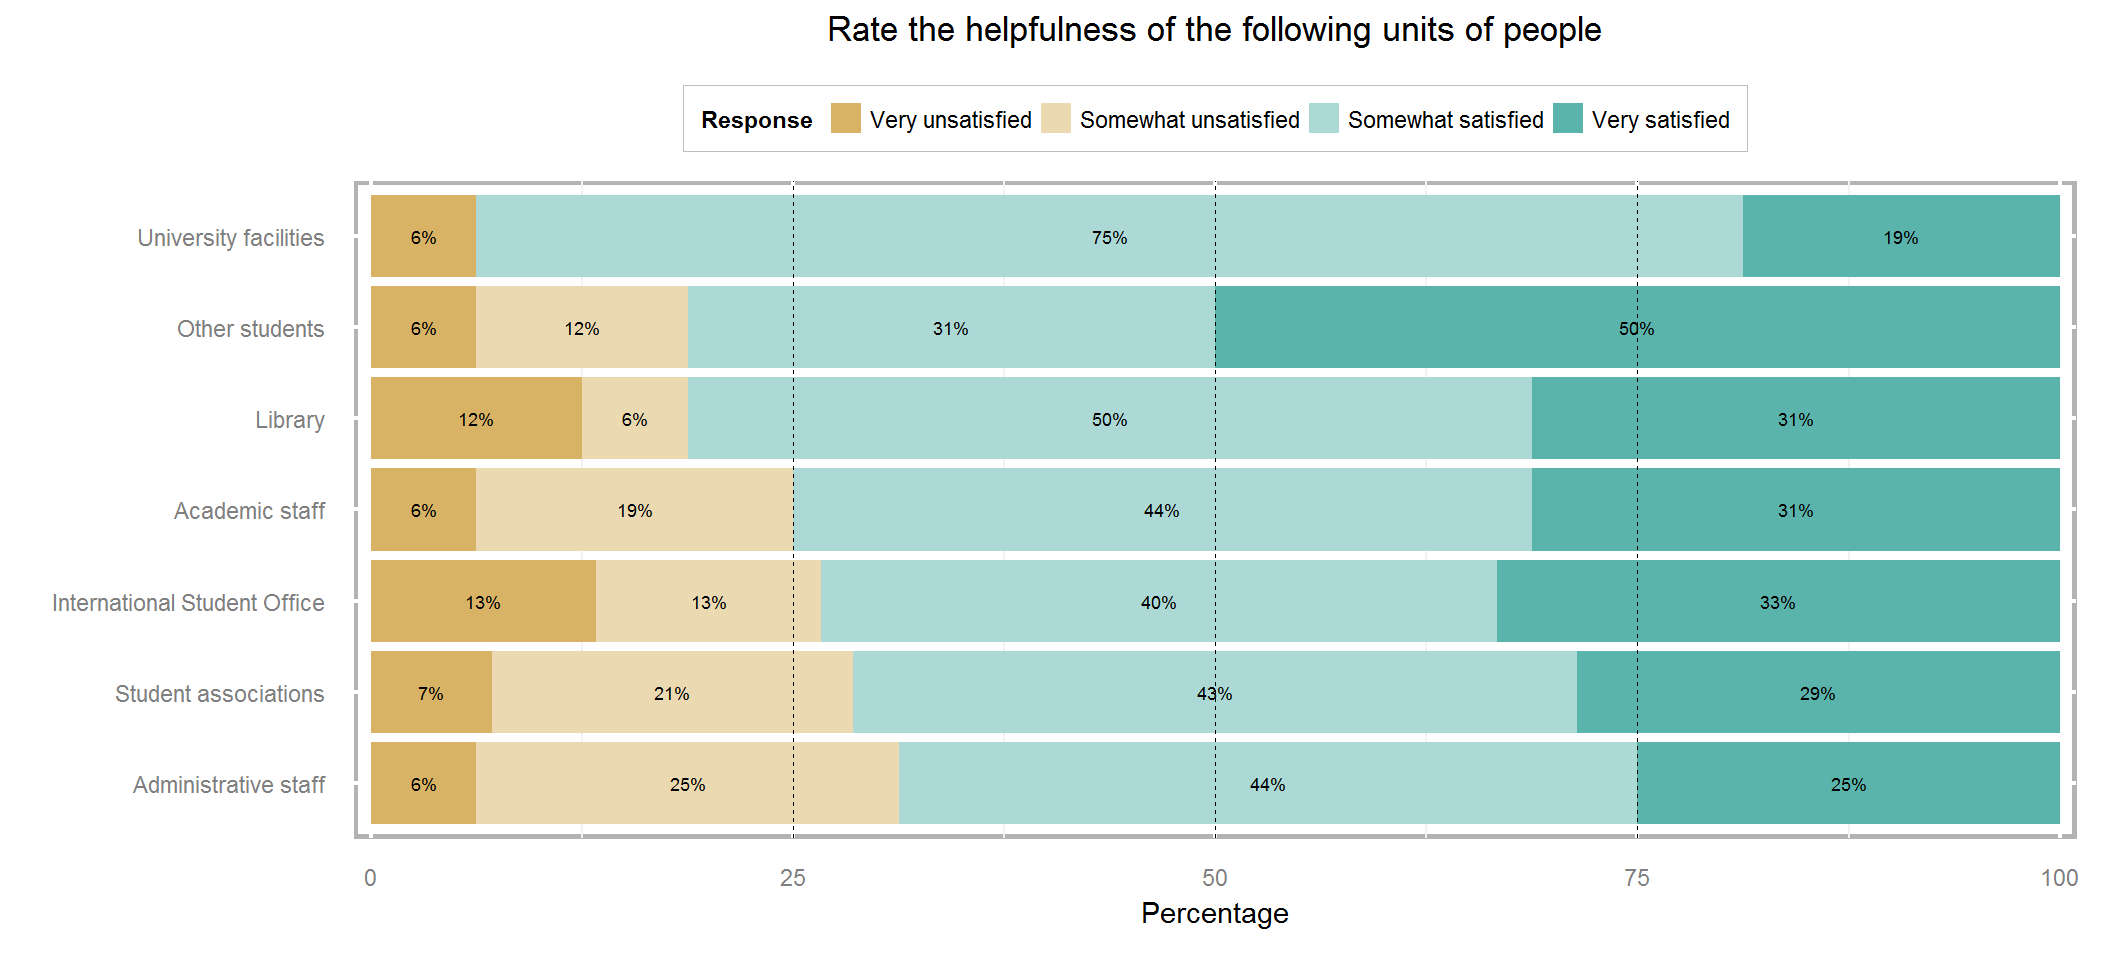 Rate the helpfulness of the following units of people
Response Very unsatisfied Somewhat unsatisfied Somewhat satisfied Very satisfied
University facilities 6% 75% 19%
Other students 6% 12% 31% 50%
Library 12% 6% 50% 31%
Academic staff 6% 19% 44% 31%
International Student Office 13% 13% 40% 33%
Student associations 7% 21% 43% 29%
Administrative staff 6% 25% 44% 25%
0 25 50 75 100
Percentage